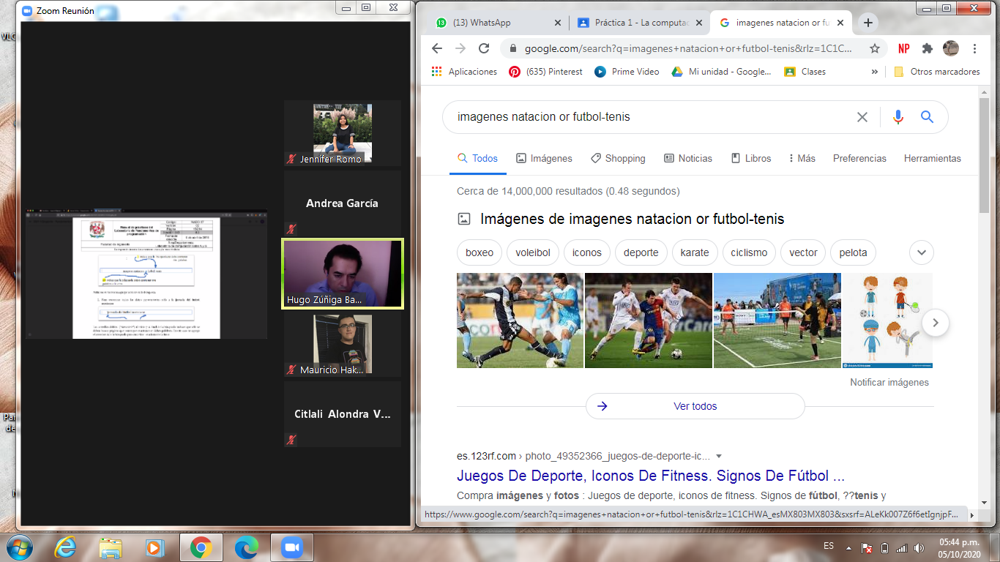 Zoom Reunión
Jennifer Romo
Andrea García
Hugo Zúñiga Ba...
Mauricio Hak...
Citlali Alondra V...
(13) WhatsApp
Práctica 1 - La computac
imagenes natacion or fu
google.com/search?q=imagenes+natacion+or+futbol-tenis&rlz=1C1C...
NP
Aplicaciones
(635) Pinterest
Prime Video
Mi unidad - Google...
Clases
»
Otros marcadores
imagenes natacion or futbol-tenis
Todos
Imágenes
Shopping
Noticias
Libros
Más
Preferencias
Herramientas
Cerca de 14,000,000 resultados (0.48 segundos)
Imágenes de imagenes natacion or futbol-tenis
boxeo
voleibol
iconos
deporte
karate
ciclismo
vector
pelota
Notificar imágenes
Ver todos
es.123rf.com › photo_49352366_juegos-de-deporte-ic...
Juegos De Deporte, Iconos De Fitness. Signos De Fútbol ...
Compra imágenes y fotos : Juegos de deporte, iconos de fitness. Signos de fútbol, ??tenis y
https://www.google.com/search?q=imagenes+natacion+or+futbol-tenis&rlz=1C1CHWA_esMX803MX803&sxsrf=ALeKk007Z6f6etIgnjpF...
ES
05:44 p.m.
05/10/2020